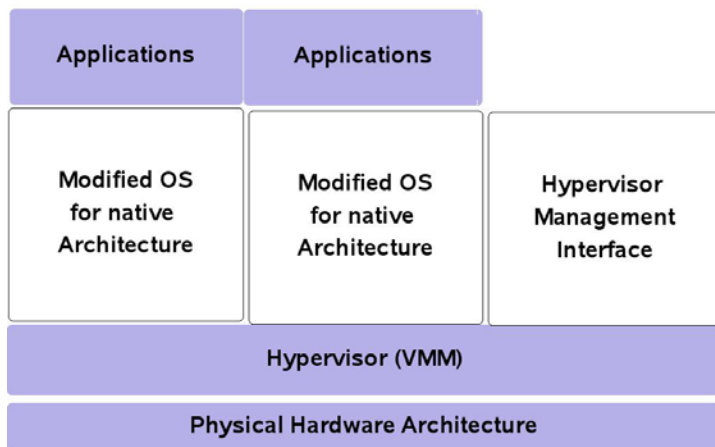 Applications
Applications
Modified OS
for native
Architecture
Modified OS
for native
Architecture
Hypervisor
Management
Interface
Hypervisor (VMM)
Physical Hardware Architecture